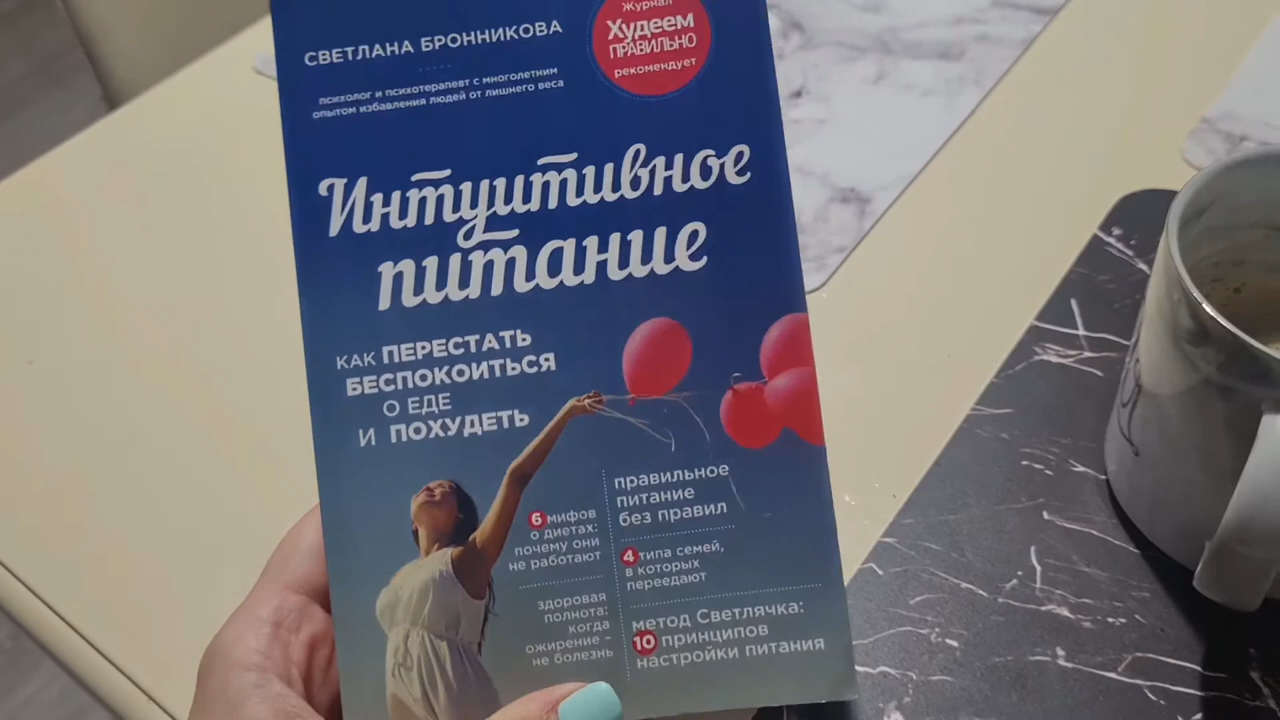 СВЕТЛАНА БРОННИКОВА
психолог и психотерапевт с многолетним
опытом избавления людей от лишнего веса
Журнал
Худеем
ПРАВИЛЬНО
рекомендует
Интуитивное
питание
КАК ПЕРЕСТАТЬ
БЕСПОКОИТЬСЯ
О ЕДЕ
И ПОХУДЕТЬ
6 мифов
о диетах:
почему они
не работают
здоровая
полнота:
когда
ожирение –
не болезнь
правильное
питание
без правил
4 типа семей,
в которых
переедают
метод Светлячка:
10 принципов
настройки питания